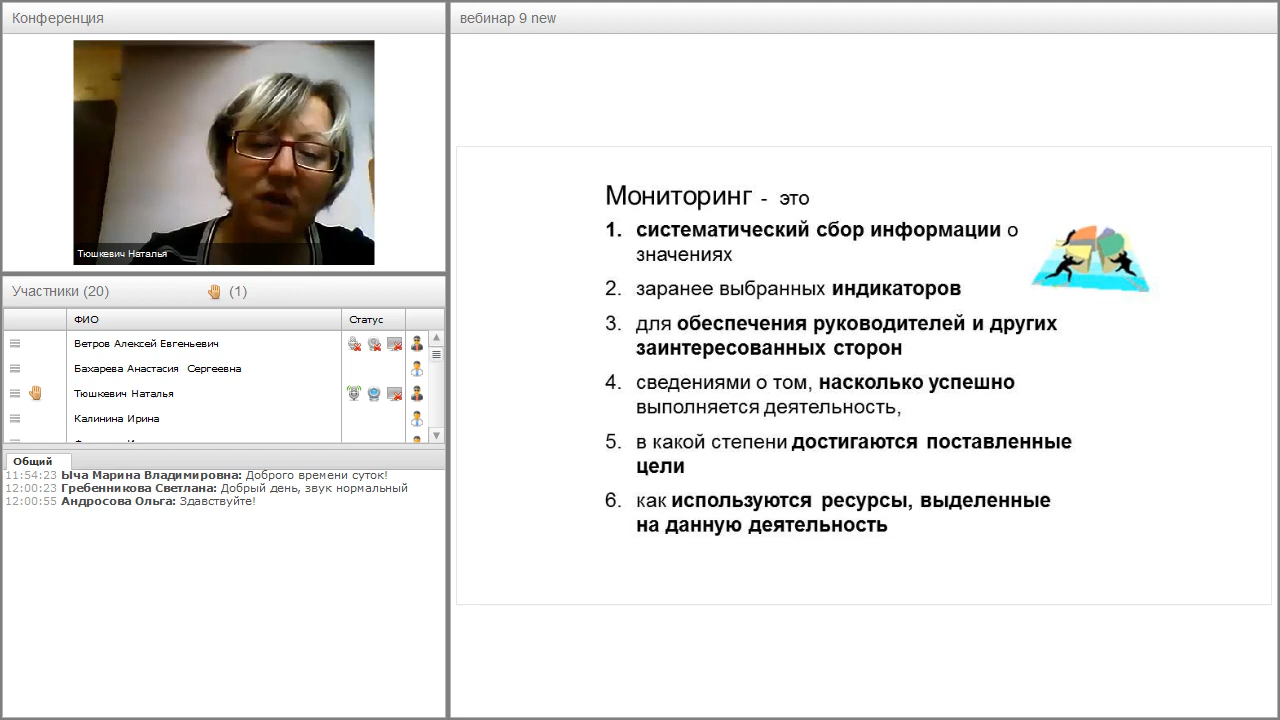 Конференция
Тюшкевич Наталья
Участники (20)
(1)
ФИО
Статус
Ветров Алексей Евгеньевич
Бахарева Анастасия Сергеевна
Тюшкевич Наталья
Калинина Ирина
Общий
11:54:23 Ыча Марина Владимировна: Доброго времени суток!
12:00:23 Гребенникова Светлана: Добрый день, звук нормальный
12:00:55 Андросова Ольга: Здавствуйте!
вебинар 9 new
Мониторинг - это
1. систематический сбор информации о
значениях
2. заранее выбранных индикаторов
3. для обеспечения руководителей и других
заинтересованных сторон
4. сведениями о том, насколько успешно
выполняется деятельность,
5. в какой степени достигаются поставленные
цели
6. как используются ресурсы, выделенные
на данную деятельность